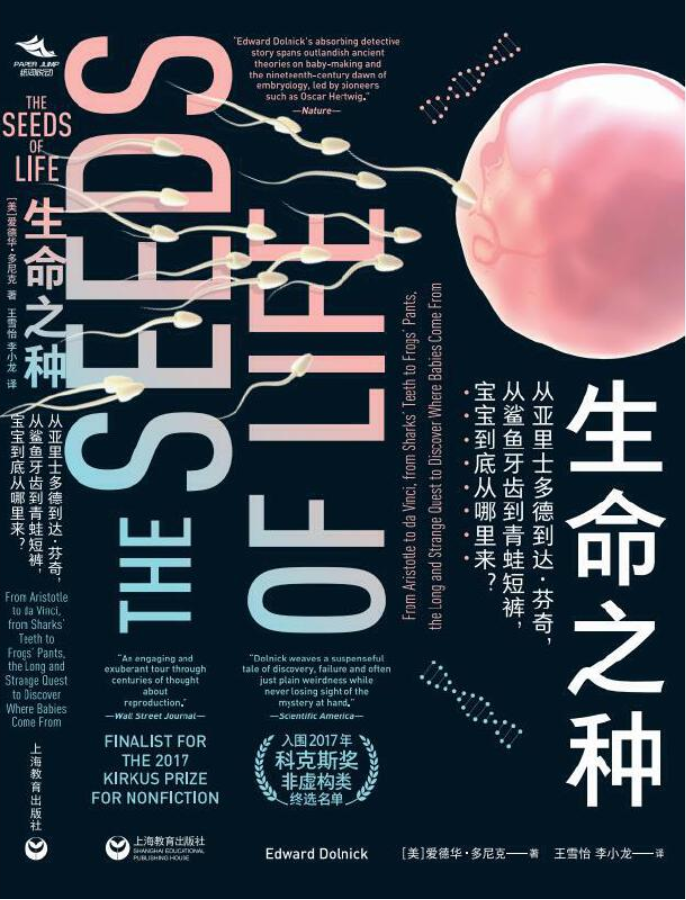 PAPER JUMP
纸间悦动
THE
SEEDS
OF
LIFE
[美]爱德华·多尼克 著
王雪怡 李小龙 译
生命之种
从亚里士多德到达·芬奇，
从鲨鱼牙齿到青蛙短裤，
宝宝到底从哪里来？
From Aristotle
to da Vinci,
from Sharks'
Teeth to
Frogs' Pants,
the Long and
Strange Quest
to Discover
Where Babies
Come From
上海教育出版社
THE SEEDS
OF LIFE
"Edward Dolnick's absorbing detective
story spans outlandish ancient
theories on baby-making and
the nineteenth-century dawn of
embryology, led by pioneers
such as Oscar Hertwig."
—Nature—
From Aristotle to da Vinci, from Sharks' Teeth to Frogs' Pants,
the Long and Strange Quest to Discover Where Babies Come From
生命之种
从亚里士多德到达·芬奇，
从鲨鱼牙齿到青蛙短裤，
宝宝到底从哪里来？
"An engaging and
exuberant tour through
centuries of thought
about
reproduction."
—Wall Street Journal—
"Dolnick weaves a suspenseful
tale of discovery, failure and often
just plain weirdness while
never losing sight of the
mystery at hand."
—Scientific America—
FINALIST FOR
THE 2017
KIRKUS PRIZE
FOR NONFICTION
入围2017年
科克斯奖
非虚构类
终选名单
上海教育出版社
SHANGHAI EDUCATIONAL
PUBLISHING HOUSE
Edward Dolnick
[美]爱德华·多尼克——著
王雪怡 李小龙——译